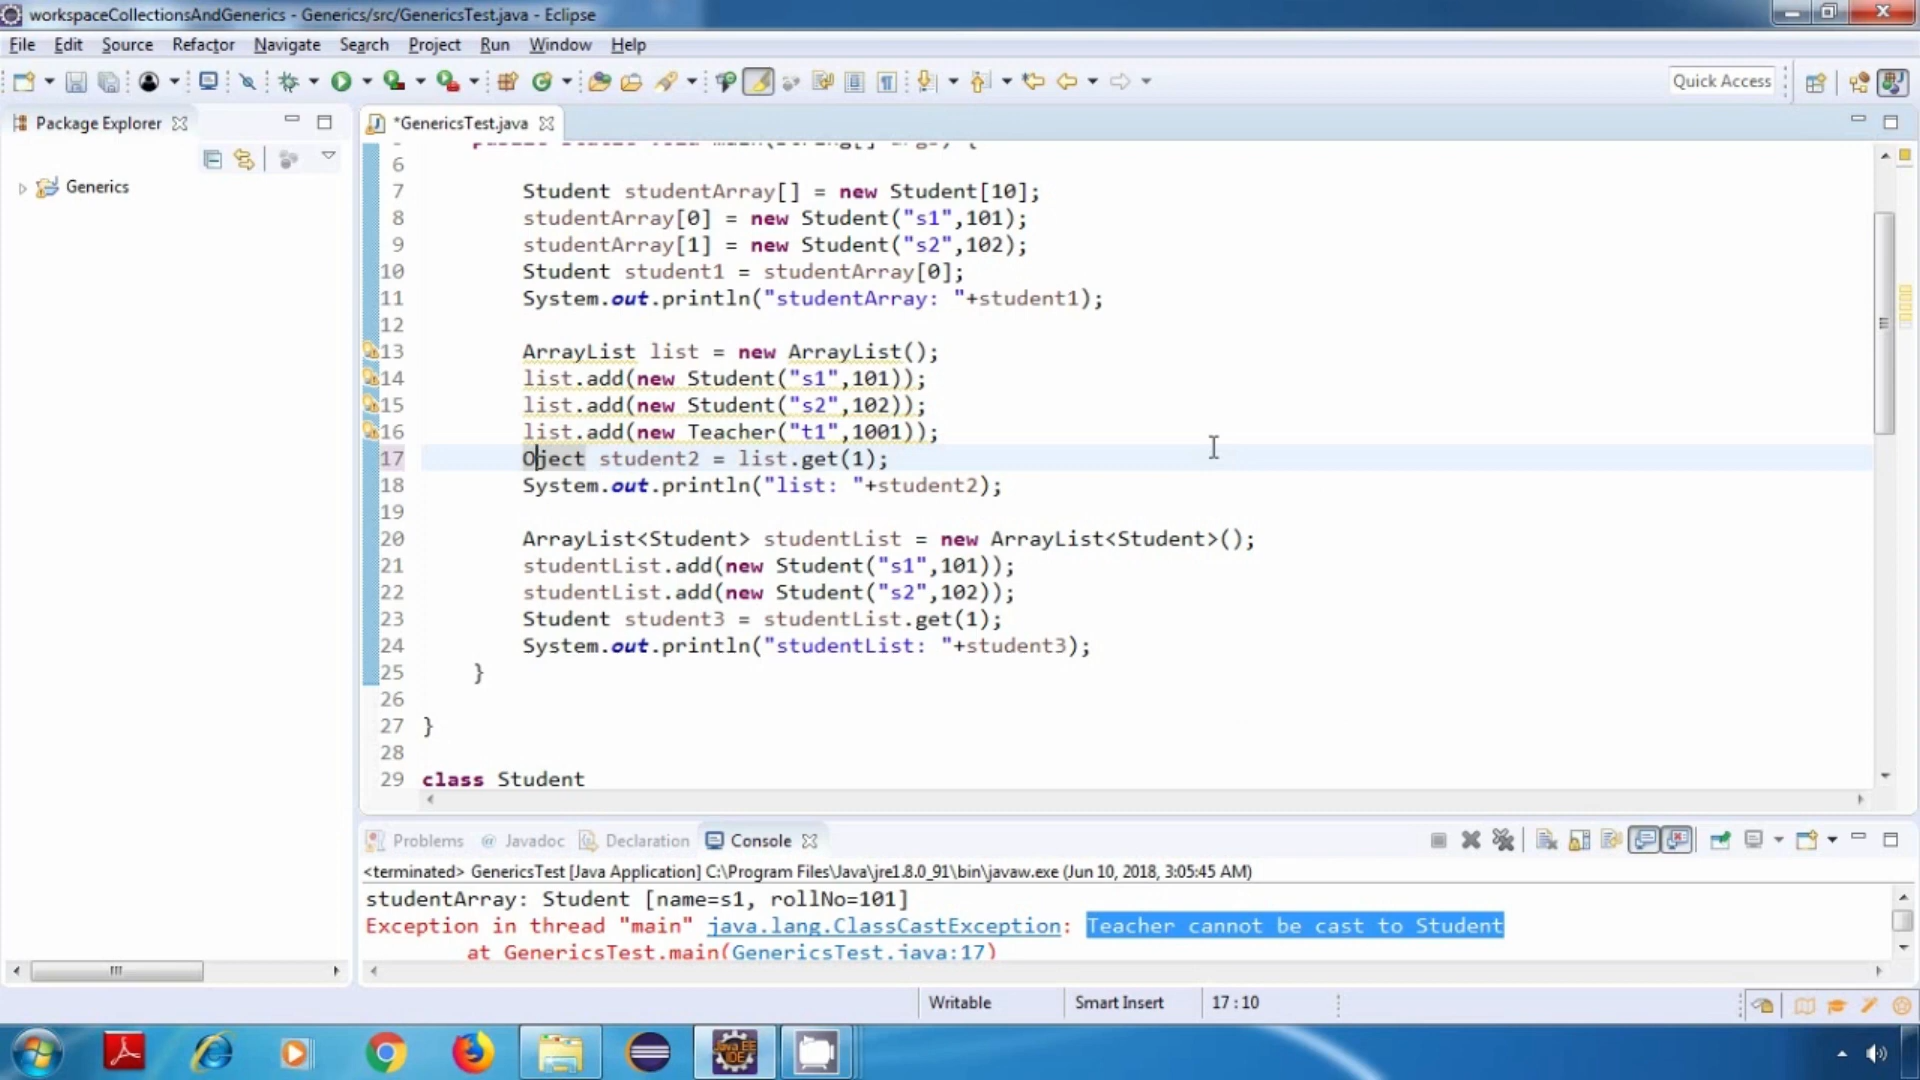 workspaceCollectionsAndGenerics - Generics/src/GenericsTest.java - Eclipse
File Edit Source Refactor Navigate Search Project Run Window Help
Quick Access
Package Explorer
*GenericsTest.java
Generics
6
7 Student studentArray[] = new Student[10];
8 studentArray[0] = new Student("s1",101);
9 studentArray[1] = new Student("s2",102);
10 Student student1 = studentArray[0];
11 System.out.println("studentArray: "+student1);
12
13 ArrayList list = new ArrayList();
14 list.add(new Student("s1",101));
15 list.add(new Student("s2",102));
16 list.add(new Teacher("t1",1001));
17 Oject student2 = list.get(1);
18 System.out.println("list: "+student2);
19
20 ArrayList<Student> studentList = new ArrayList<Student>();
21 studentList.add(new Student("s1",101));
22 studentList.add(new Student("s2",102));
23 Student student3 = studentList.get(1);
24 System.out.println("studentList: "+student3);
25 }
26
27 }
28
29 class Student
Problems @ Javadoc Declaration Console
<terminated> GenericsTest [Java Application] C:\Program Files\Java\jre1.8.0_91\bin\javaw.exe (Jun 10, 2018, 3:05:45 AM)
studentArray: Student [name=s1, rollNo=101]
Exception in thread "main" java.lang.ClassCastException: Teacher cannot be cast to Student
at GenericsTest.main(GenericsTest.java:17)
Writable Smart Insert 17:10
Java EE
IDE